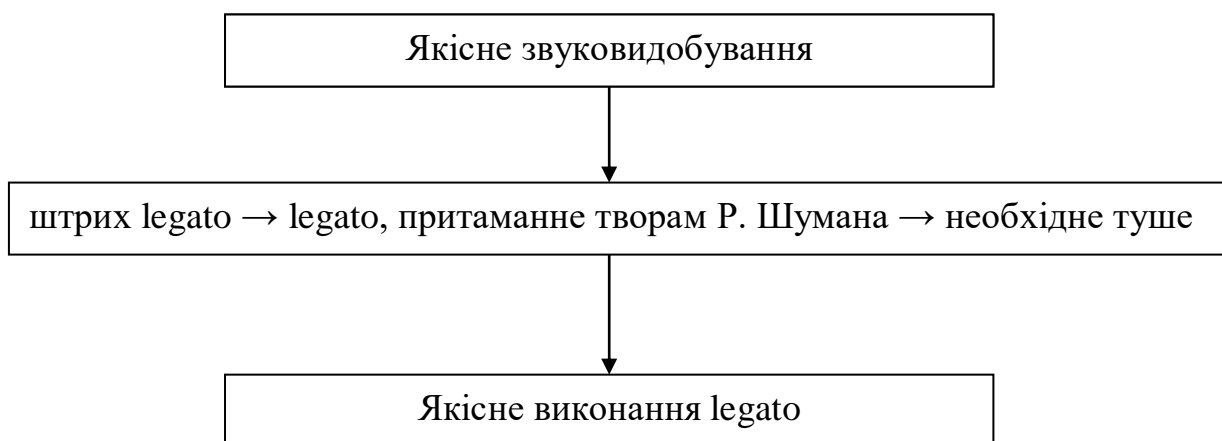 Якісне звуковидобування
штрих legato → legato, притаманне творам Р. Шумана → необхідне туше
Якісне виконання legato